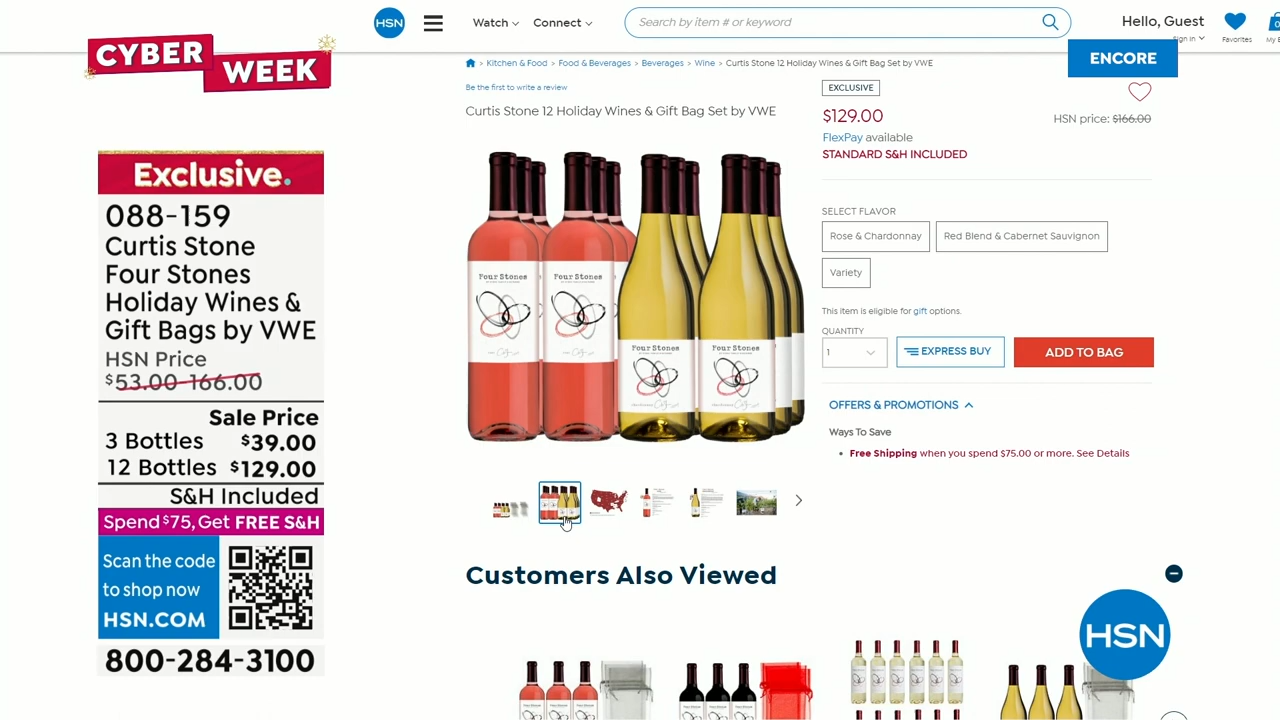 HSN
Watch
Connect
Search by item # or keyword
Hello, Guest
Sign in
Favorites
0
CYBER
WEEK
ENCORE
> Kitchen & Food > Food & Beverages > Beverages > Wine > Curtis Stone 12 Holiday Wines & Gift Bag Set by VWE
Be the first to write a review
Curtis Stone 12 Holiday Wines & Gift Bag Set by VWE
EXCLUSIVE
$129.00
HSN price: $166.00
FlexPay available
STANDARD S&H INCLUDED
SELECT FLAVOR
Rose & Chardonnay
Red Blend & Cabernet Sauvignon
Variety
This item is eligible for gift options.
QUANTITY
1
EXPRESS BUY
ADD TO BAG
OFFERS & PROMOTIONS
Ways To Save
• Free Shipping when you spend $75.00 or more. See Details
Exclusive.
088-159
Curtis Stone
Four Stones
Holiday Wines &
Gift Bags by VWE
HSN Price
$53.00-166.00
Sale Price
3 Bottles $39.00
12 Bottles $129.00
S&H Included
Spend $75, Get FREE S&H
Scan the code
to shop now
HSN.COM
800-284-3100
Four Stones
Four Stones
Four Stones
Four Stones
Customers Also Viewed
HSN